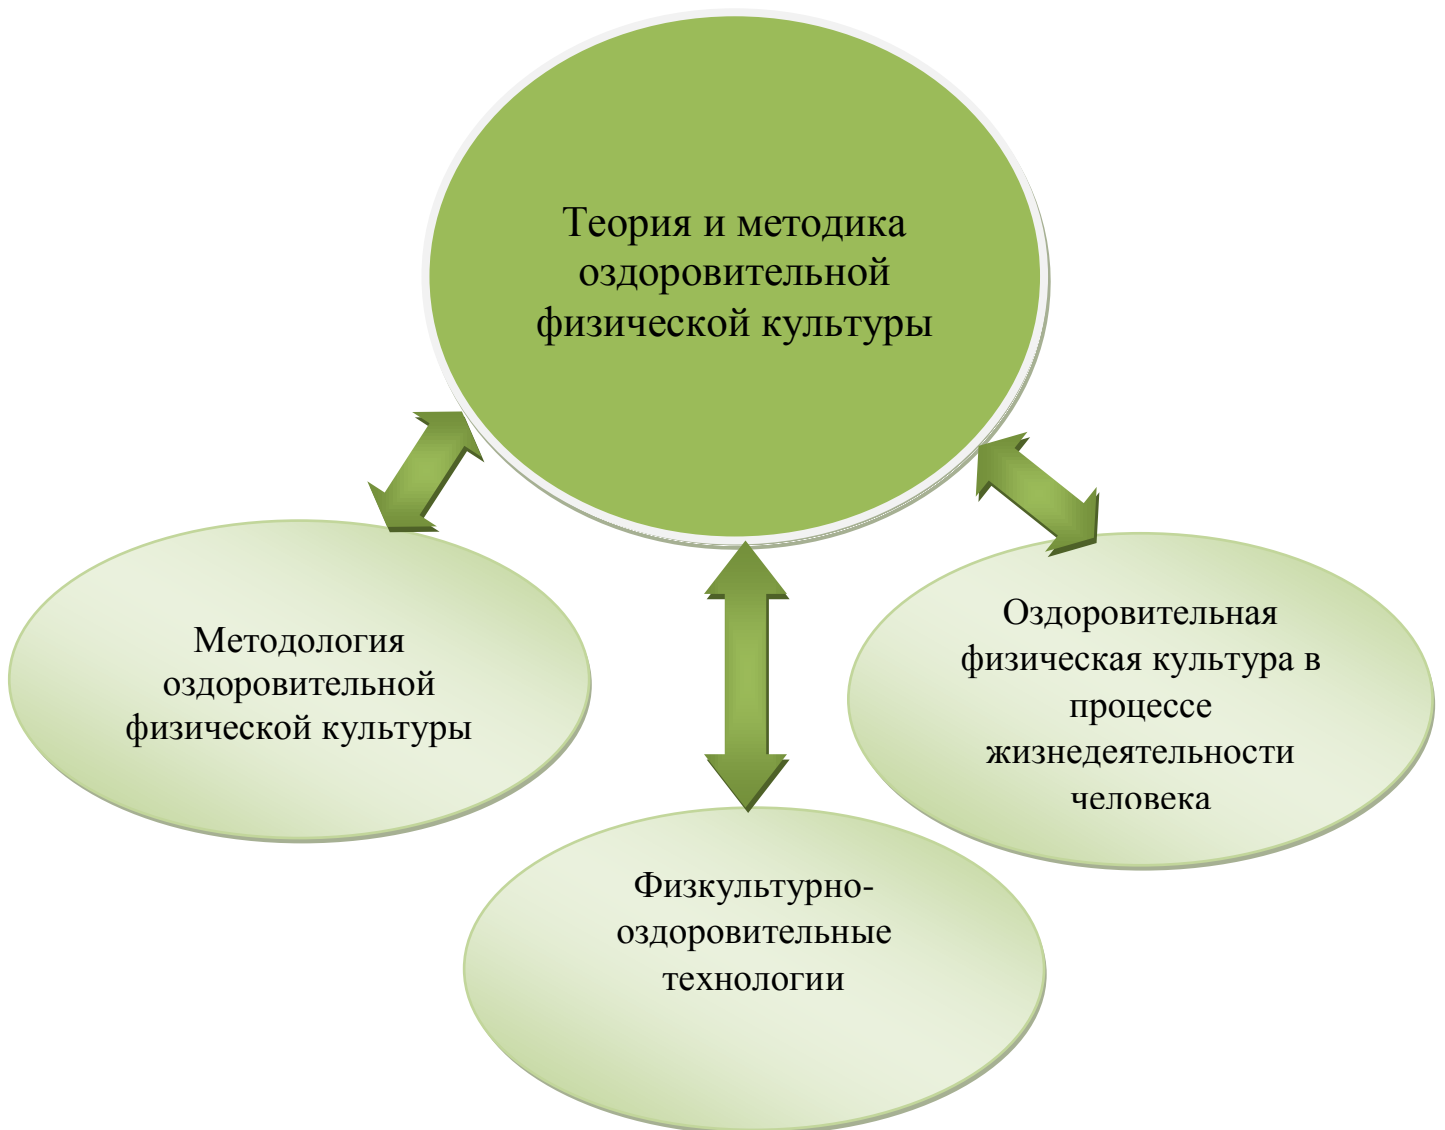 Теория и методика
оздоровительной
физической культуры
Методология
оздоровительной
физической культуры
Оздоровительная
физическая культура в
процессе
жизнедеятельности
человека
Физкультурно-
оздоровительные
технологии